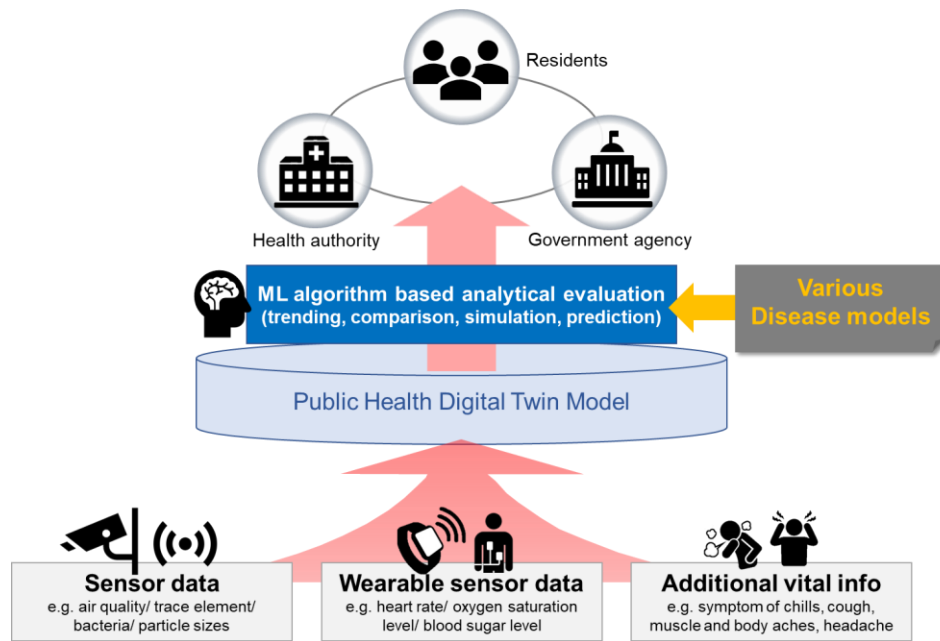 Residents
Health authority
Government agency
ML algorithm based analytical evaluation
(trending, comparison, simulation, prediction)
Various
Disease models
Public Health Digital Twin Model
Sensor data
e.g. air quality/ trace element/
bacteria/ particle sizes
Wearable sensor data
e.g. heart rate/ oxygen saturation
level/ blood sugar level
Additional vital info
e.g. symptom of chills, cough,
muscle and body aches, headache